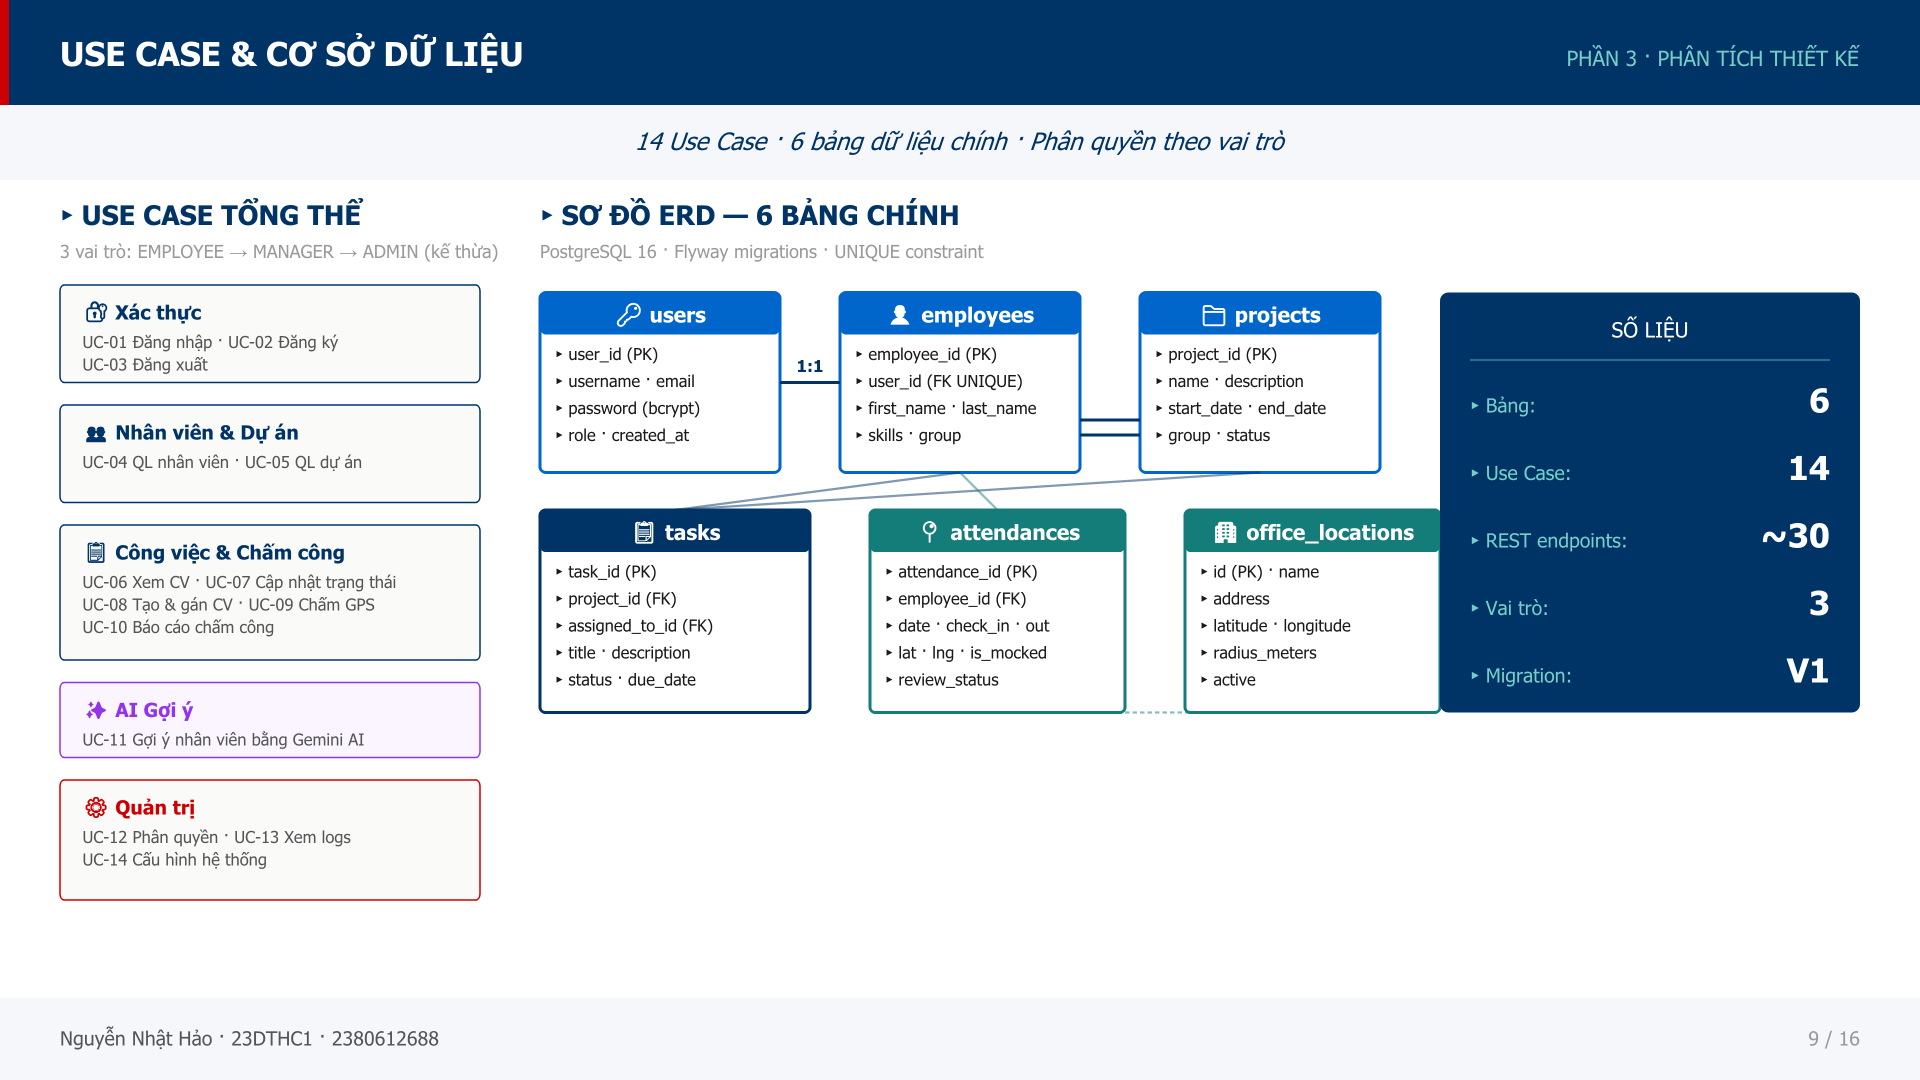 USE CASE & CƠ SỞ DỮ LIỆU
PHẦN 3 · PHÂN TÍCH THIẾT KẾ
14 Use Case · 6 bảng dữ liệu chính · Phân quyền theo vai trò
▸ USE CASE TỔNG THỂ
3 vai trò: EMPLOYEE → MANAGER → ADMIN (kế thừa)
Xác thực
UC-01 Đăng nhập · UC-02 Đăng ký
UC-03 Đăng xuất
Nhân viên & Dự án
UC-04 QL nhân viên · UC-05 QL dự án
Công việc & Chấm công
UC-06 Xem CV · UC-07 Cập nhật trạng thái
UC-08 Tạo & gán CV · UC-09 Chấm GPS
UC-10 Báo cáo chấm công
AI Gợi ý
UC-11 Gợi ý nhân viên bằng Gemini AI
Quản trị
UC-12 Phân quyền · UC-13 Xem logs
UC-14 Cấu hình hệ thống
▸ SƠ ĐỒ ERD — 6 BẢNG CHÍNH
PostgreSQL 16 · Flyway migrations · UNIQUE constraint
users
▸ user_id (PK)
▸ username · email
▸ password (bcrypt)
▸ role · created_at
1:1
employees
▸ employee_id (PK)
▸ user_id (FK UNIQUE)
▸ first_name · last_name
▸ skills · group
projects
▸ project_id (PK)
▸ name · description
▸ start_date · end_date
▸ group · status
tasks
▸ task_id (PK)
▸ project_id (FK)
▸ assigned_to_id (FK)
▸ title · description
▸ status · due_date
attendances
▸ attendance_id (PK)
▸ employee_id (FK)
▸ date · check_in · out
▸ lat · lng · is_mocked
▸ review_status
office_locations
▸ id (PK) · name
▸ address
▸ latitude · longitude
▸ radius_meters
▸ active
SỐ LIỆU
▸ Bảng: 6
▸ Use Case: 14
▸ REST endpoints: ~30
▸ Vai trò: 3
▸ Migration: V1
Nguyễn Nhật Hảo · 23DTHC1 · 2380612688
9 / 16